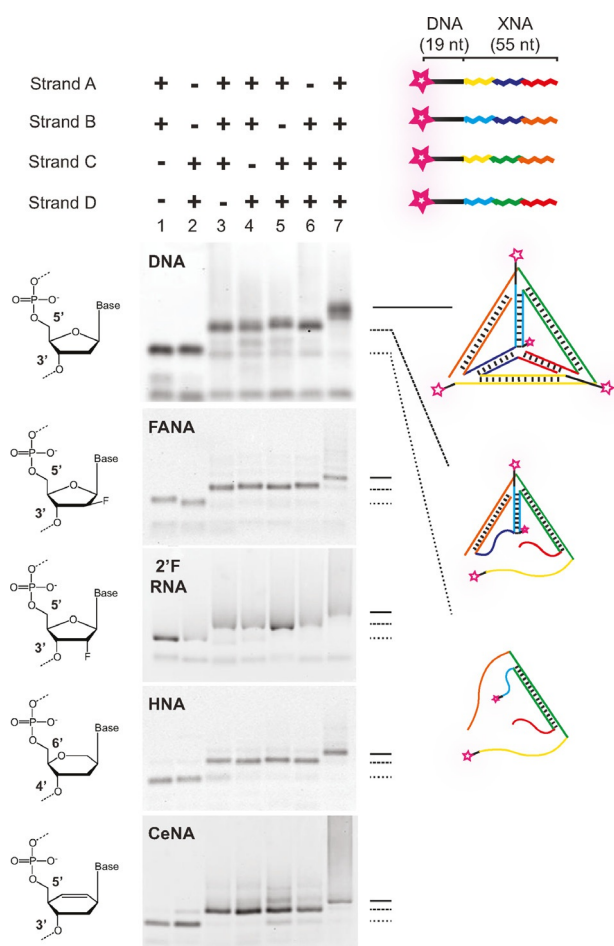 DNA XNA
(19 nt) (55 nt)
Strand A + - + + + - +
Strand B + - + + - + +
Strand C - + + - + + +
Strand D - + - + + + +
1 2 3 4 5 6 7
DNA
O
O=P-O-
O Base
5'
O
3'
O
FANA
O
O=P-O-
O Base
5'
O
3' F
O
2'F
RNA
O
O=P-O-
O Base
5'
O
3'
O F
HNA
O
O=P-O-
O Base
6'
O
4'
O
CeNA
O
O=P-O-
O Base
5'
3'
O